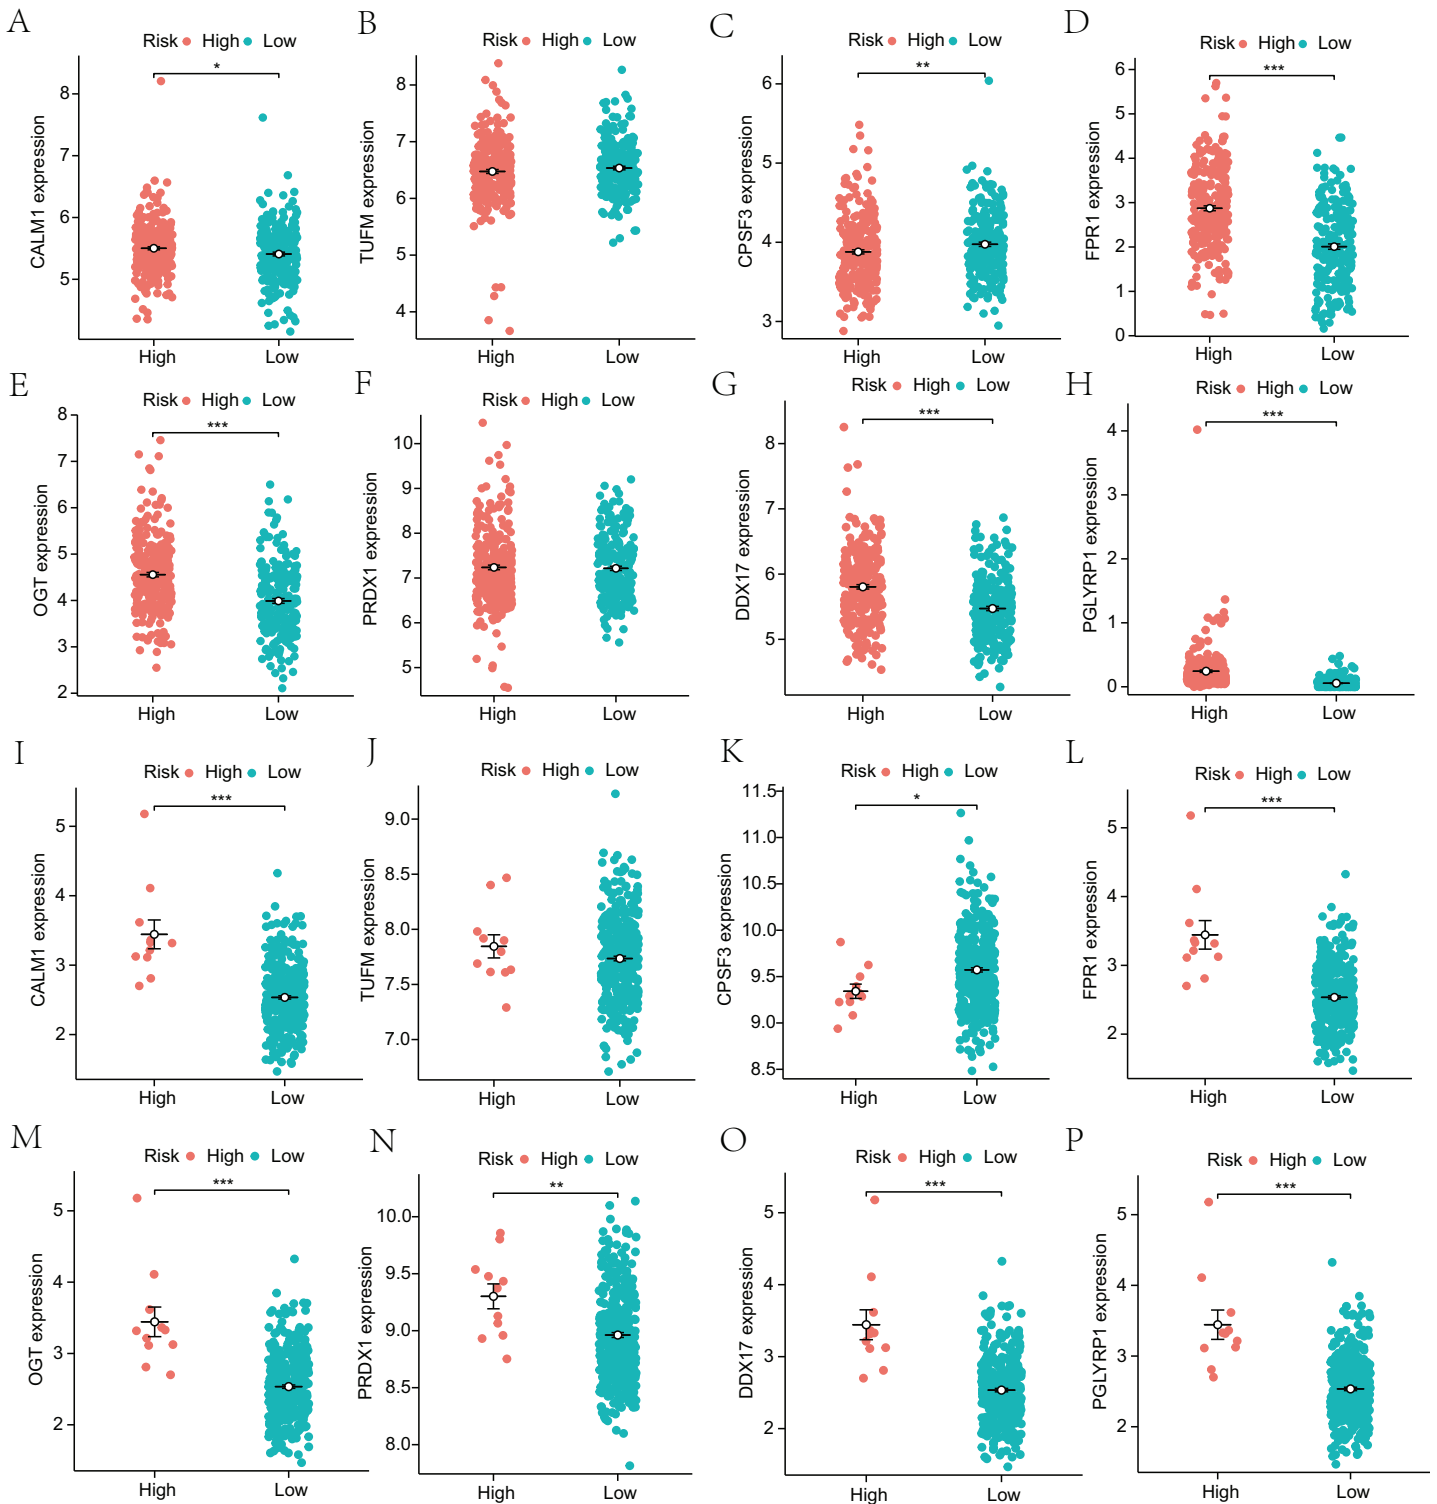 A
Risk High Low
*
CALM1 expression
8
7
6
5
High Low
B
Risk High Low
TUFM expression
8
7
6
5
4
High Low
C
Risk High Low
**
CPSF3 expression
6
5
4
3
High Low
D
Risk High Low
***
FPR1 expression
6
5
4
3
2
1
0
High Low
E
Risk High Low
***
OGT expression
8
7
6
5
4
3
2
High Low
F
Risk High Low
PRDX1 expression
10
9
8
7
6
5
High Low
G
Risk High Low
***
DDX17 expression
8
7
6
5
High Low
H
Risk High Low
***
PGLYRP1 expression
4
3
2
1
0
High Low
I
Risk High Low
***
CALM1 expression
5
4
3
2
High Low
J
Risk High Low
TUFM expression
9.0
8.5
8.0
7.5
7.0
High Low
K
Risk High Low
*
CPSF3 expression
11.5
11.0
10.5
10.0
9.5
9.0
8.5
High Low
L
Risk High Low
***
FPR1 expression
5
4
3
2
High Low
M
Risk High Low
***
OGT expression
5
4
3
2
High Low
N
Risk High Low
**
PRDX1 expression
10.0
9.5
9.0
8.5
8.0
High Low
O
Risk High Low
***
DDX17 expression
5
4
3
2
High Low
P
Risk High Low
***
PGLYRP1 expression
5
4
3
2
High Low